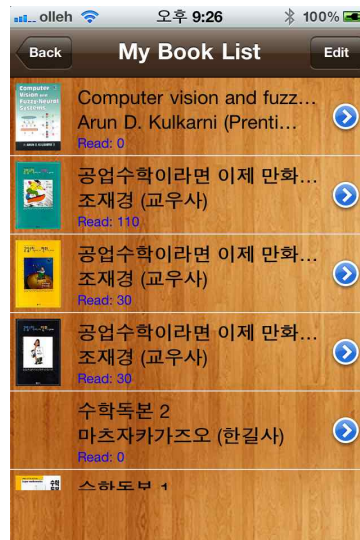 olleh 오후 9:26 100%
Back My Book List Edit
Computer vision and fuzz...
Arun D. Kulkarni (Prenti...
Read: 0
공업수학이라면 이제 만화...
조재경 (교우사)
Read: 110
공업수학이라면 이제 만화...
조재경 (교우사)
Read: 30
공업수학이라면 이제 만화...
조재경 (교우사)
Read: 30
수학독본 2
마츠자카가즈오 (한길사)
Read: 0
수학독본 1